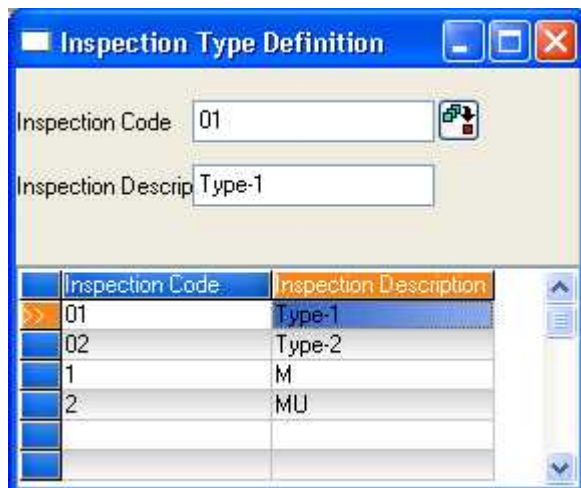 Inspection Type Definition
Inspection Code 01
Inspection Descrip Type-1
Inspection Code Inspection Description
01 Type-1
02 Type-2
1 M
2 MU